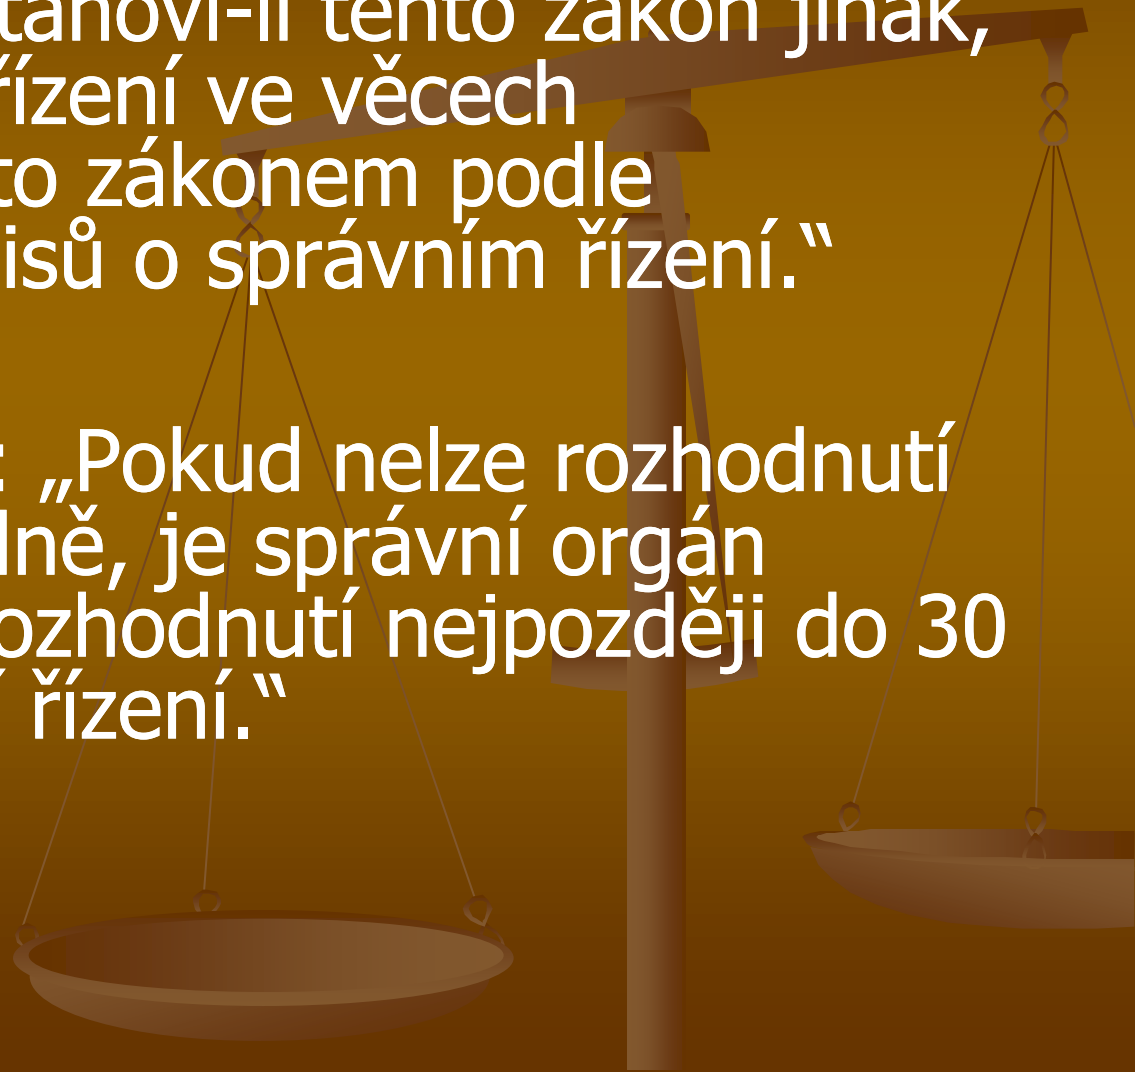 tanoví-li tento zákon jinak,
řízení ve věcech
to zákonem podle
isů o správním řízení.“
: „Pokud nelze rozhodnutí
lně, je správní orgán
ozhodnutí nejpozději do 30
í řízení.“